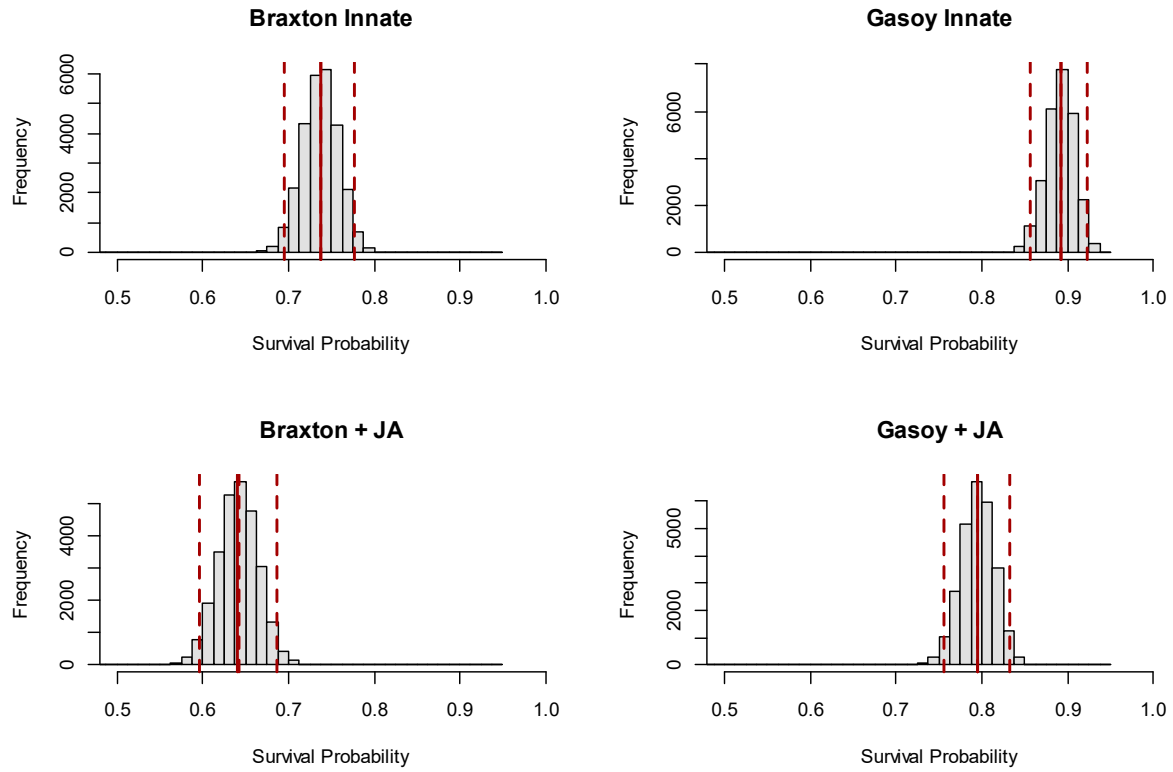 Braxton Innate
Frequency
0 2000 4000 6000
0.5 0.6 0.7 0.8 0.9 1.0
Survival Probability
Gasoy Innate
Frequency
0 2000 6000
0.5 0.6 0.7 0.8 0.9 1.0
Survival Probability
Braxton + JA
Frequency
0 2000 4000
0.5 0.6 0.7 0.8 0.9 1.0
Survival Probability
Gasoy + JA
Frequency
0 2000 5000
0.5 0.6 0.7 0.8 0.9 1.0
Survival Probability